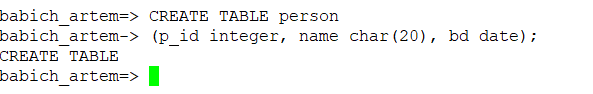 babich_artem=> CREATE TABLE person
babich_artem-> (p_id integer, name char(20), bd date);
CREATE TABLE
babich_artem=>